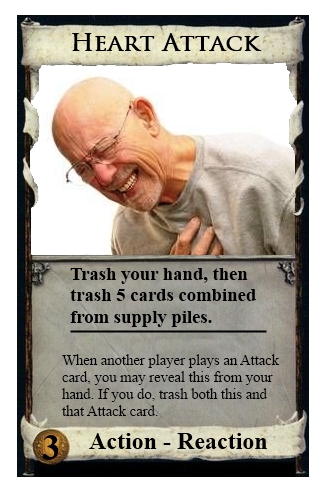 Heart Attack
Trash your hand, then
trash 5 cards combined
from supply piles.
When another player plays an Attack
card, you may reveal this from your
hand. If you do, trash both this and
that Attack card.
3 Action - Reaction